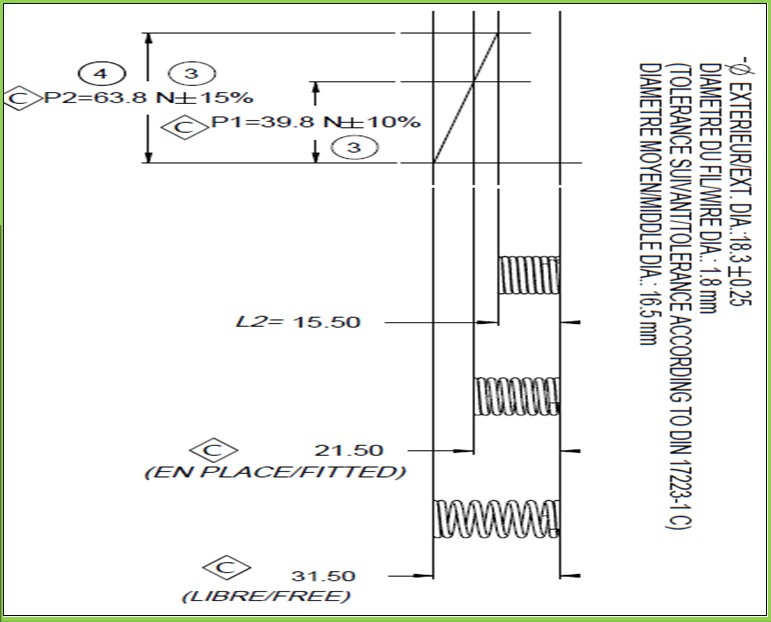 4 3
C P2=63.8 N±15%
C P1=39.8 N±10%
3
L2= 15.50
C 21.50
(EN PLACE/FITTED)
C 31.50
(LIBRE/FREE)
-Ø EXTERIEUR/EXT. DIA.:18.3 ±0.25
DIAMETRE DU FIL/WIRE DIA.: 1.8 mm
(TOLERANCE SUIVANT/TOLERANCE ACCORDING TO DIN 17223-1 C)
DIAMETRE MOYEN/MIDDLE DIA.: 16.5 mm